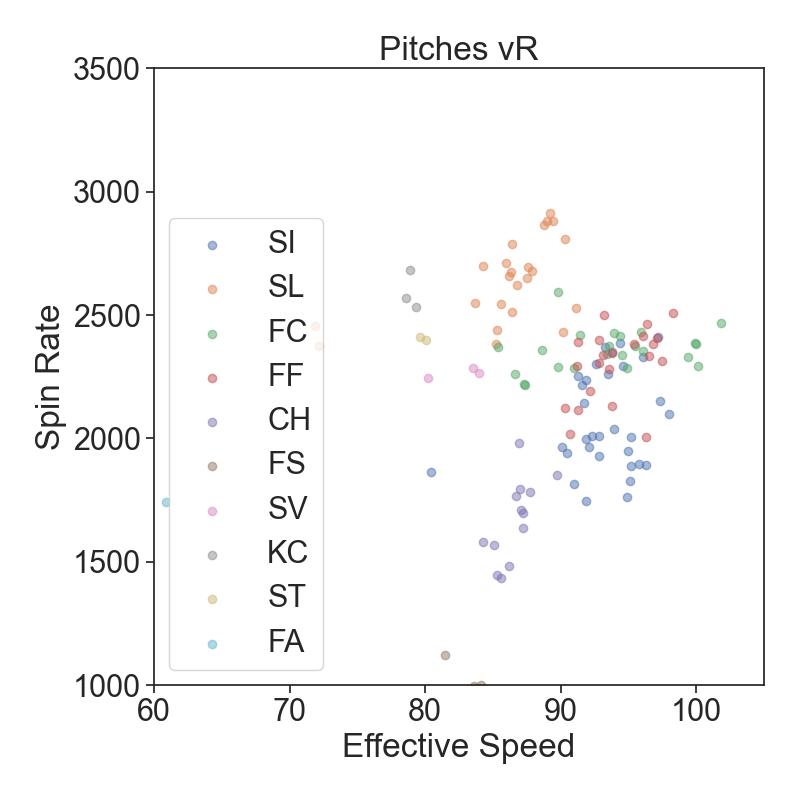 Pitches vR
3500
3000
2500
2000
1500
1000
Spin Rate
SI
SL
FC
FF
CH
FS
SV
KC
ST
FA
60 70 80 90 100
Effective Speed